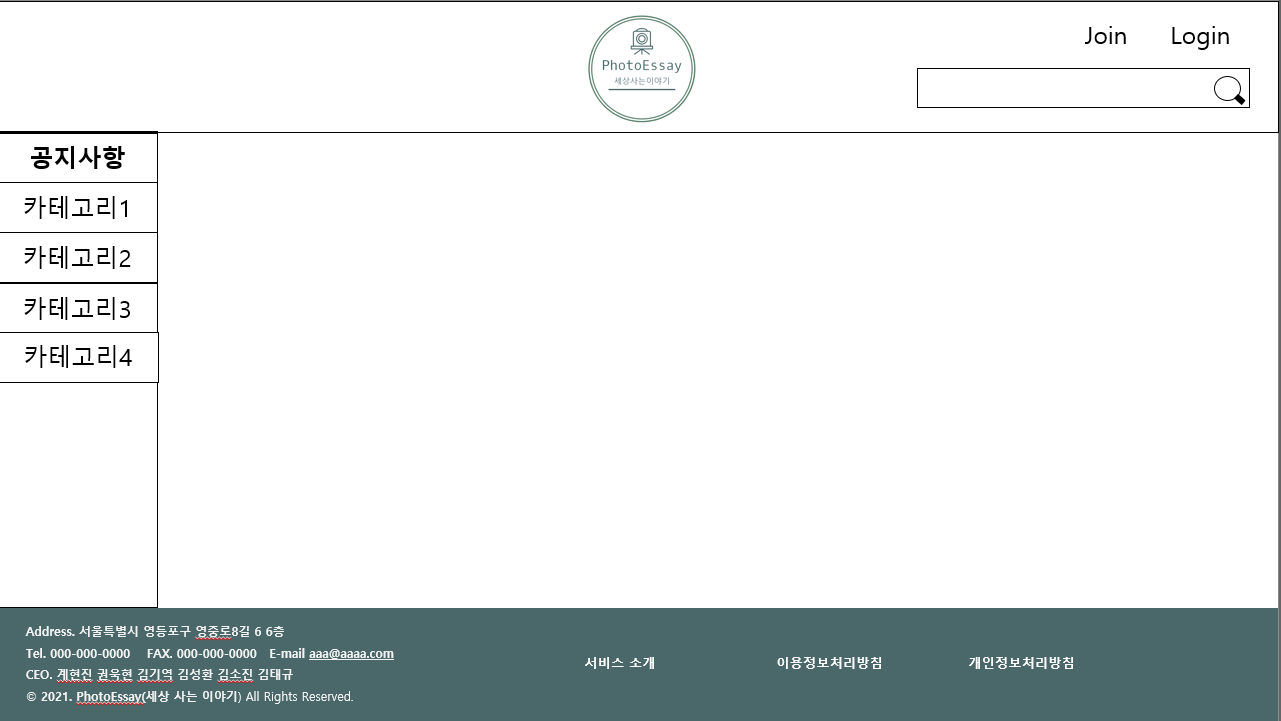 PhotoEssay
세상사는이야기
Join Login
공지사항
카테고리1
카테고리2
카테고리3
카테고리4
Address. 서울특별시 영등포구 영중로8길 6 6층
Tel. 000-000-0000 FAX. 000-000-0000 E-mail aaa@aaaa.com
CEO. 계현진 권욱현 김기역 김성환 김소진 김태규
© 2021. PhotoEssay(세상 사는 이야기) All Rights Reserved.
서비스 소개 이용정보처리방침 개인정보처리방침